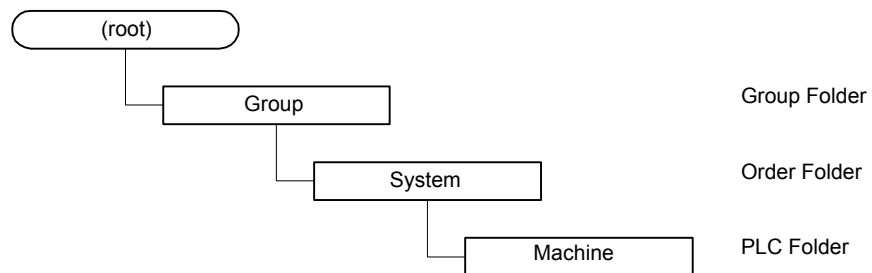 (root)
Group
Group Folder
System
Order Folder
Machine
PLC Folder